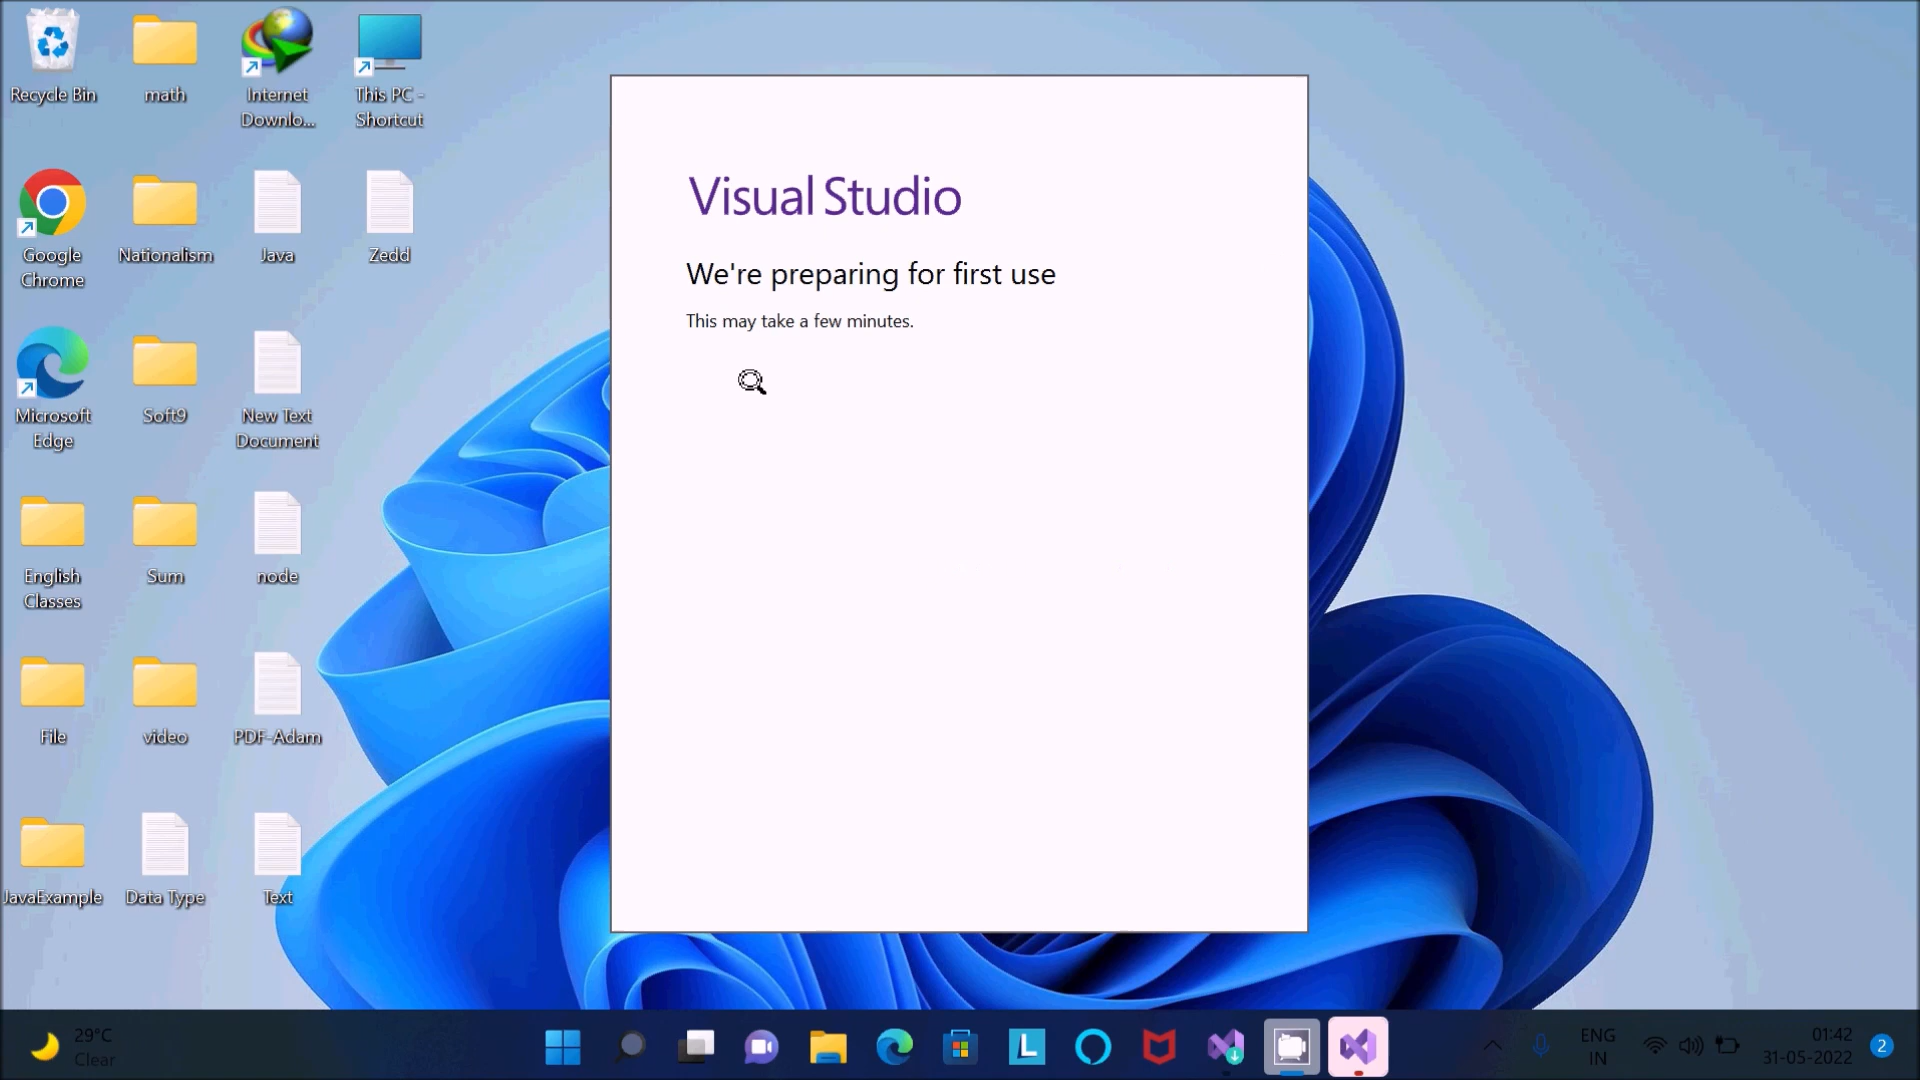 Recycle Bin
math
Internet
Downlo...
This PC -
Shortcut
Google
Chrome
Nationalism
Java
Zedd
Microsoft
Edge
Soft9
New Text
Document
English
Classes
Sum
node
File
video
PDF-Adam
JavaExample
Data Type
Text
Visual Studio
We're preparing for first use
This may take a few minutes.
29°C
Clear
L
ENG
IN
01:42
31-05-2022
2